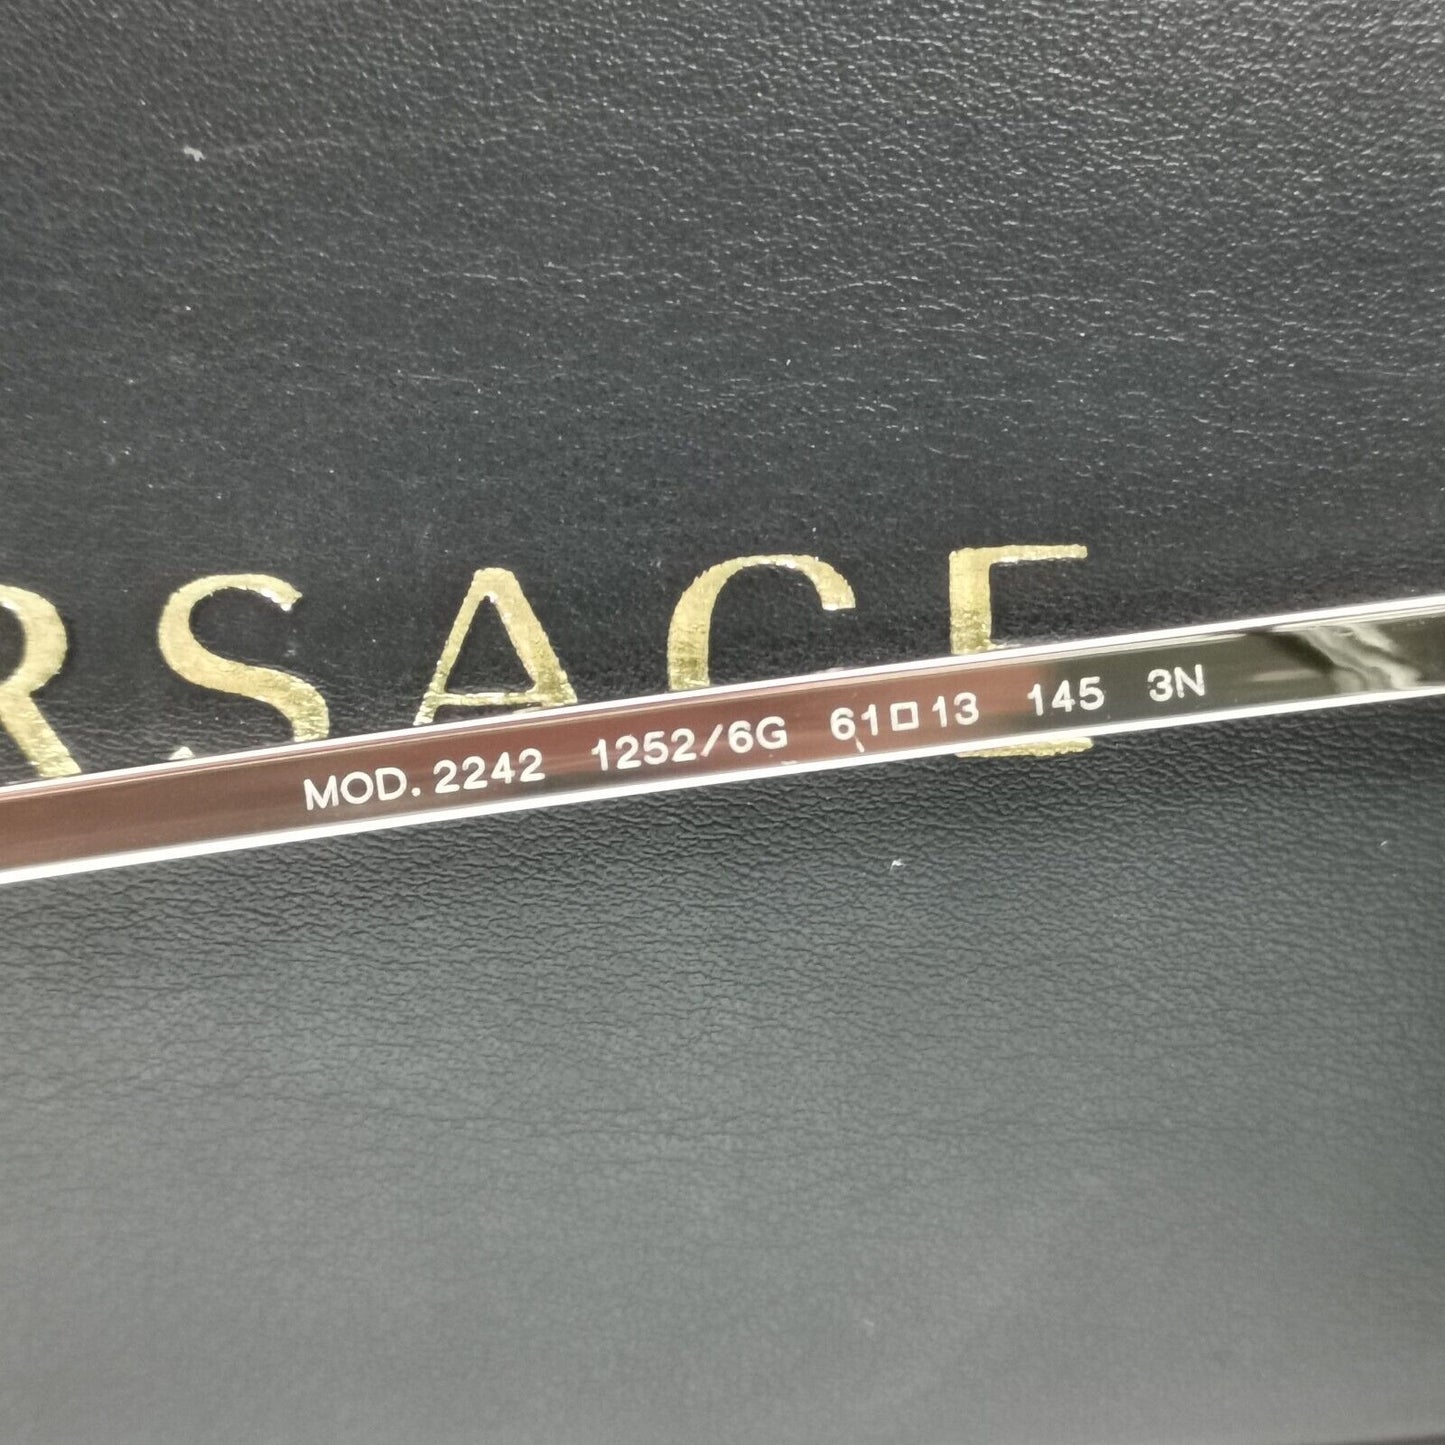 RSACE
MOD. 2242 1252/6G 61□13 145 3N